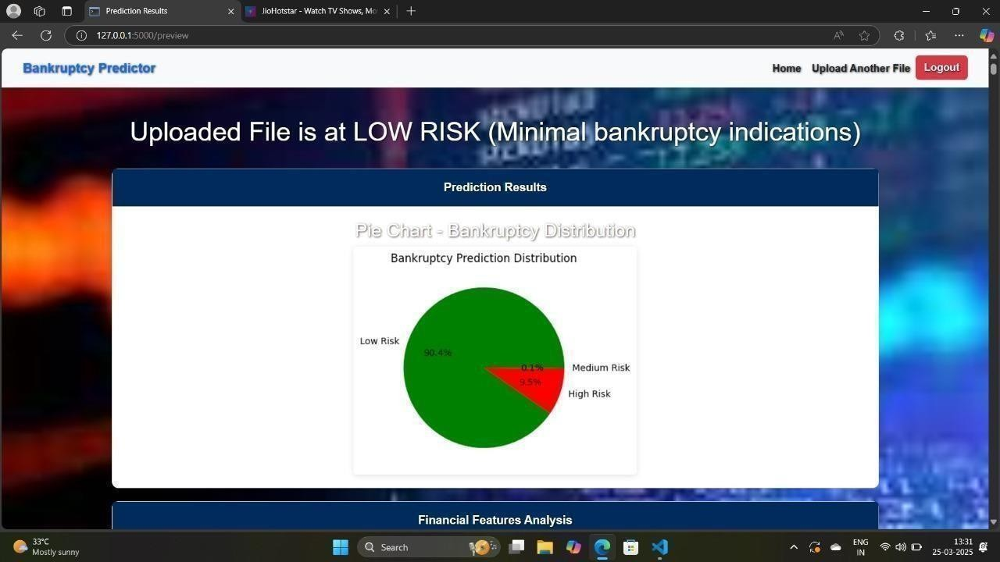 Prediction Results
JioHotstar - Watch TV Shows, Mo
127.0.0.1:5000/preview
Bankruptcy Predictor
Home
Upload Another File
Logout
Uploaded File is at LOW RISK (Minimal bankruptcy indications)
Prediction Results
Pie Chart - Bankruptcy Distribution
Bankruptcy Prediction Distribution
Low Risk
90.4%
0.1%
Medium Risk
9.5%
High Risk
Financial Features Analysis
33°C
Mostly sunny
Search
ENG
IN
13:31
25-03-2025